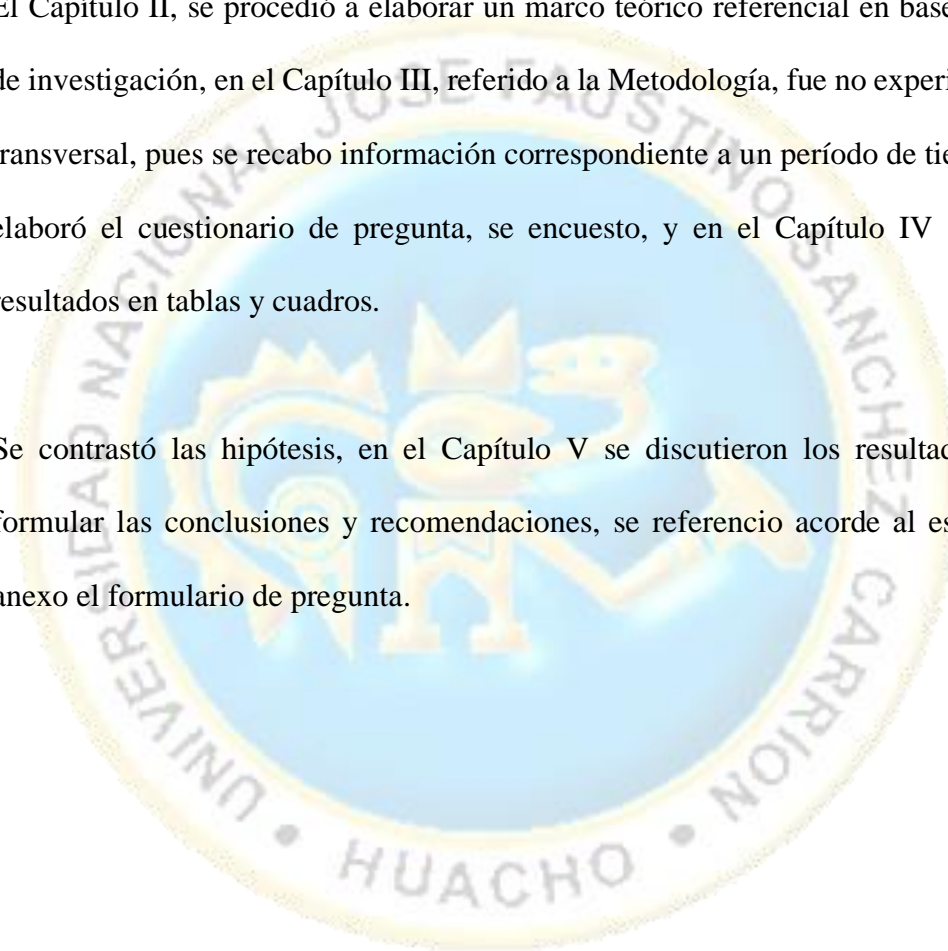 El Capítulo II, se procedió a elaborar un marco teórico referencial en base
de investigación, en el Capítulo III, referido a la Metodología, fue no experi
transversal, pues se recabo información correspondiente a un período de tie
elaboró el cuestionario de pregunta, se encuesto, y en el Capítulo IV
resultados en tablas y cuadros.
Se contrastó las hipótesis, en el Capítulo V se discutieron los resultad
formular las conclusiones y recomendaciones, se referencio acorde al es
anexo el formulario de pregunta.
UNIVERSIDAD NACIONAL JOSE FAUSTINO SANCHEZ CARRION
• HUACHO •